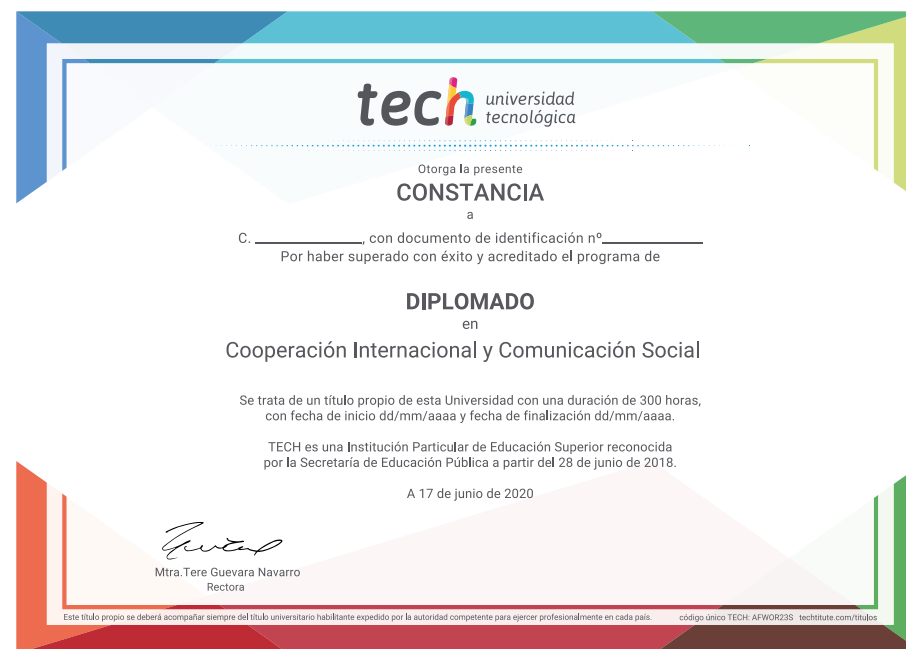 tech universidad
tecnológica
Otorga la presente
CONSTANCIA
a
C. ____________, con documento de identificación nº____________
Por haber superado con éxito y acreditado el programa de
DIPLOMADO
en
Cooperación Internacional y Comunicación Social
Se trata de un título propio de esta Universidad con una duración de 300 horas,
con fecha de inicio dd/mm/aaaa y fecha de finalización dd/mm/aaaa.
TECH es una Institución Particular de Educación Superior reconocida
por la Secretaría de Educación Pública a partir del 28 de junio de 2018.
A 17 de junio de 2020
Mtra.Tere Guevara Navarro
Rectora
Este título propio se deberá acompañar siempre del título universitario habilitante expedido por la autoridad competente para ejercer profesionalmente en cada país. código único TECH: AFWOR23S techtitute.com/titulos